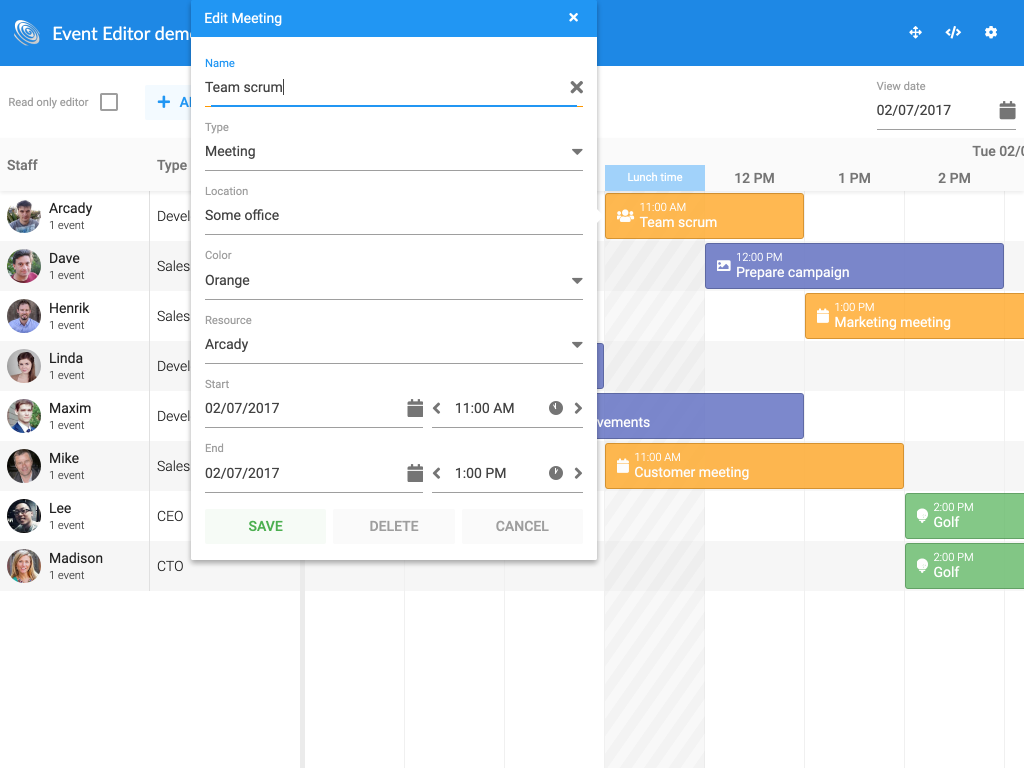 Event Editor dem
Edit Meeting
Read only editor
View date
02/07/2017
Name
Team scrum
Type
Meeting
Location
Some office
Color
Orange
Resource
Arcady
Start
02/07/2017
11:00 AM
End
02/07/2017
1:00 PM
SAVE
DELETE
CANCEL
Staff
Type
Tue 02/0
Lunch time
12 PM
1 PM
2 PM
Arcady
1 event
Devel
11:00 AM
Team scrum
Dave
1 event
Sales
12:00 PM
Prepare campaign
Henrik
1 event
Sales
1:00 PM
Marketing meeting
Linda
1 event
Devel
Maxim
1 event
Devel
vements
Mike
1 event
Sales
11:00 AM
Customer meeting
Lee
1 event
CEO
2:00 PM
Golf
Madison
1 event
CTO
2:00 PM
Golf